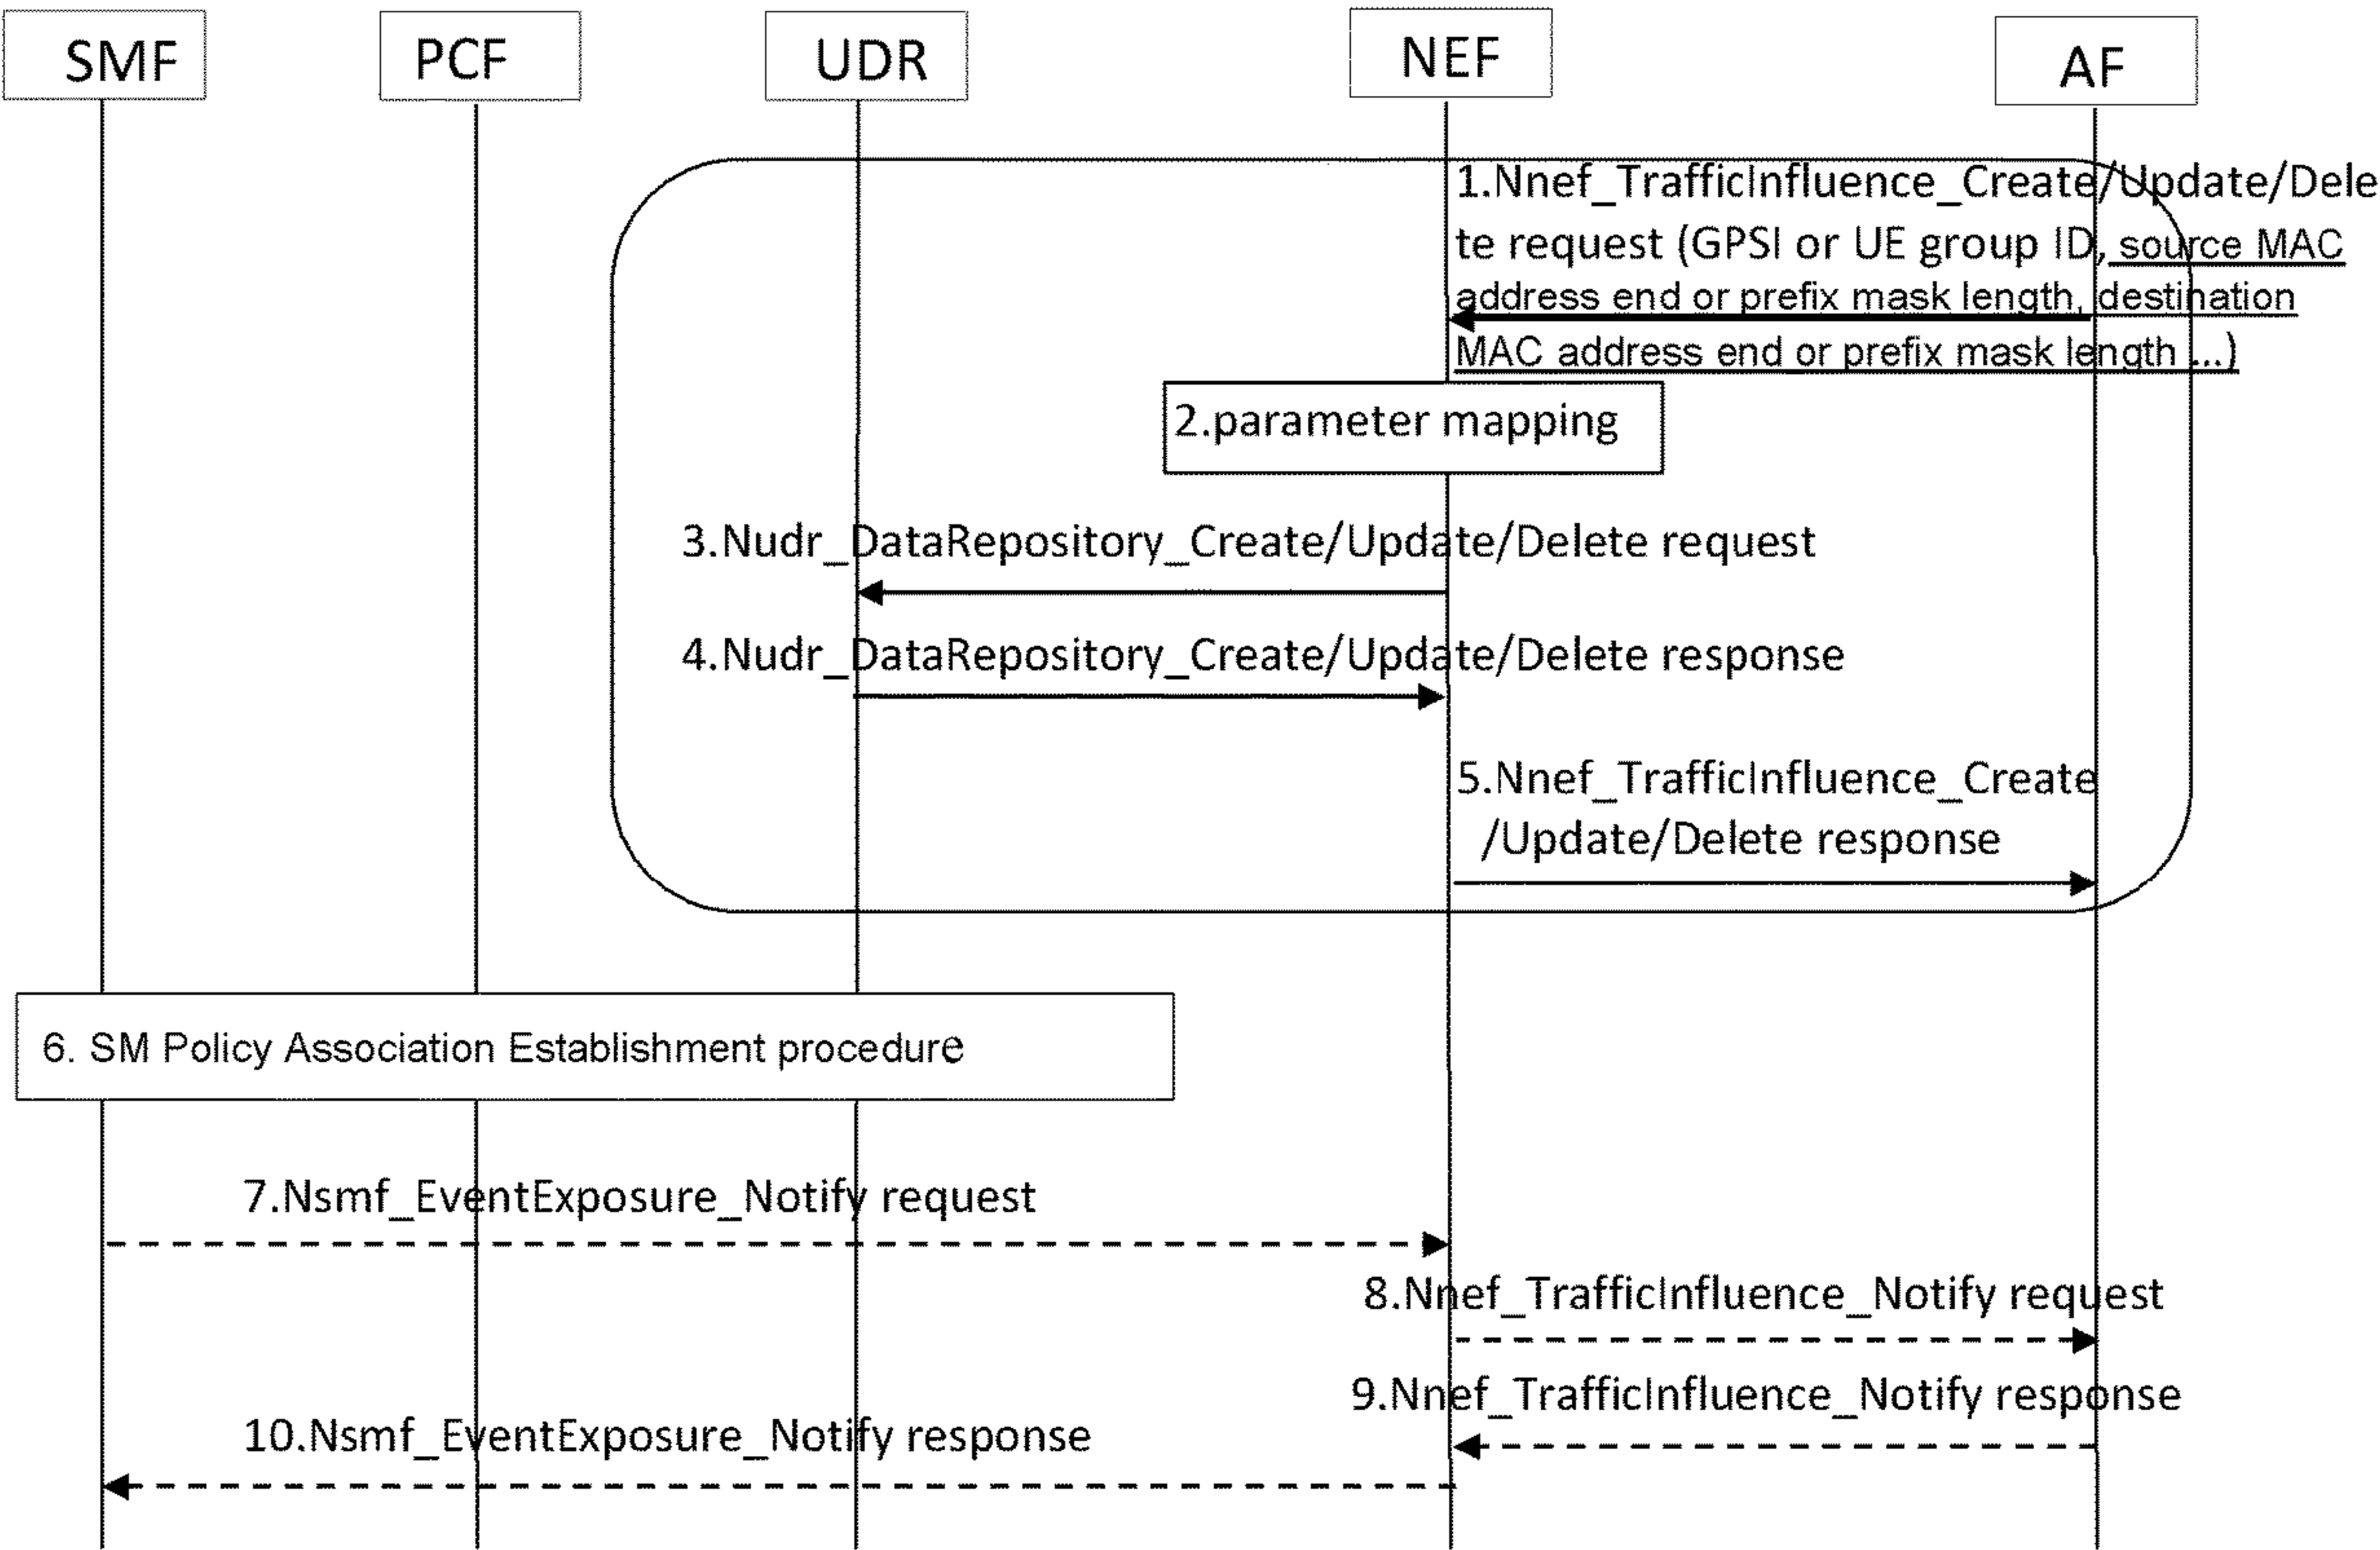 SMF
PCF
UDR
NEF
AF
1.Nnef_TrafficInfluence_Create/Update/Dele
te request (GPSI or UE group ID, source MAC
address end or prefix mask length, destination
MAC address end or prefix mask length ...)
2.parameter mapping
3.Nudr_DataRepository_Create/Update/Delete request
4.Nudr_DataRepository_Create/Update/Delete response
5.Nnef_TrafficInfluence_Create
/Update/Delete response
6. SM Policy Association Establishment procedure
7.Nsmf_EventExposure_Notify request
8.Nnef_TrafficInfluence_Notify request
9.Nnef_TrafficInfluence_Notify response
10.Nsmf_EventExposure_Notify response